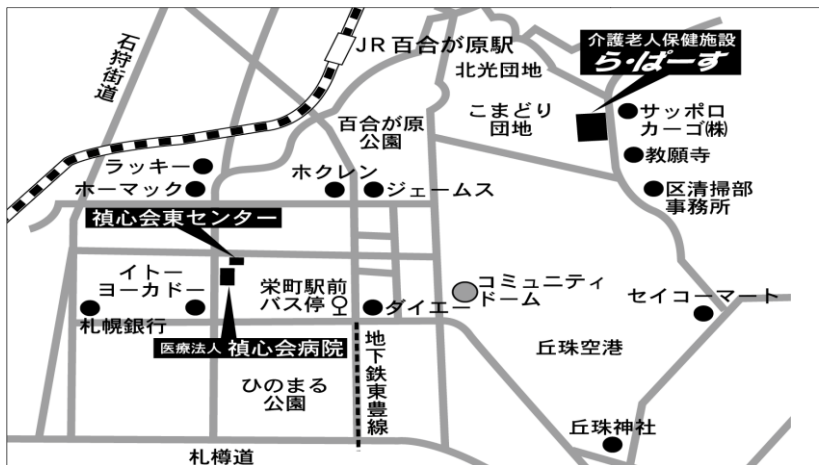 石狩街道
JR百合が原駅
介護老人保健施設
ら・ぱーす
北光団地
こまどり
団地
サッポロ
カーゴ㈱
百合が原
公園
教願寺
ラッキー
ホクレン
ホーマック
ジェームス
区清掃部
事務所
禎心会東センター
イトー
ヨーカドー
栄町駅前
バス停
コミュニティ
ドーム
ダイエー
セイコーマート
札幌銀行
医療法人 禎心会病院
地下鉄東豊線
丘珠空港
ひのまる
公園
丘珠神社
札樽道